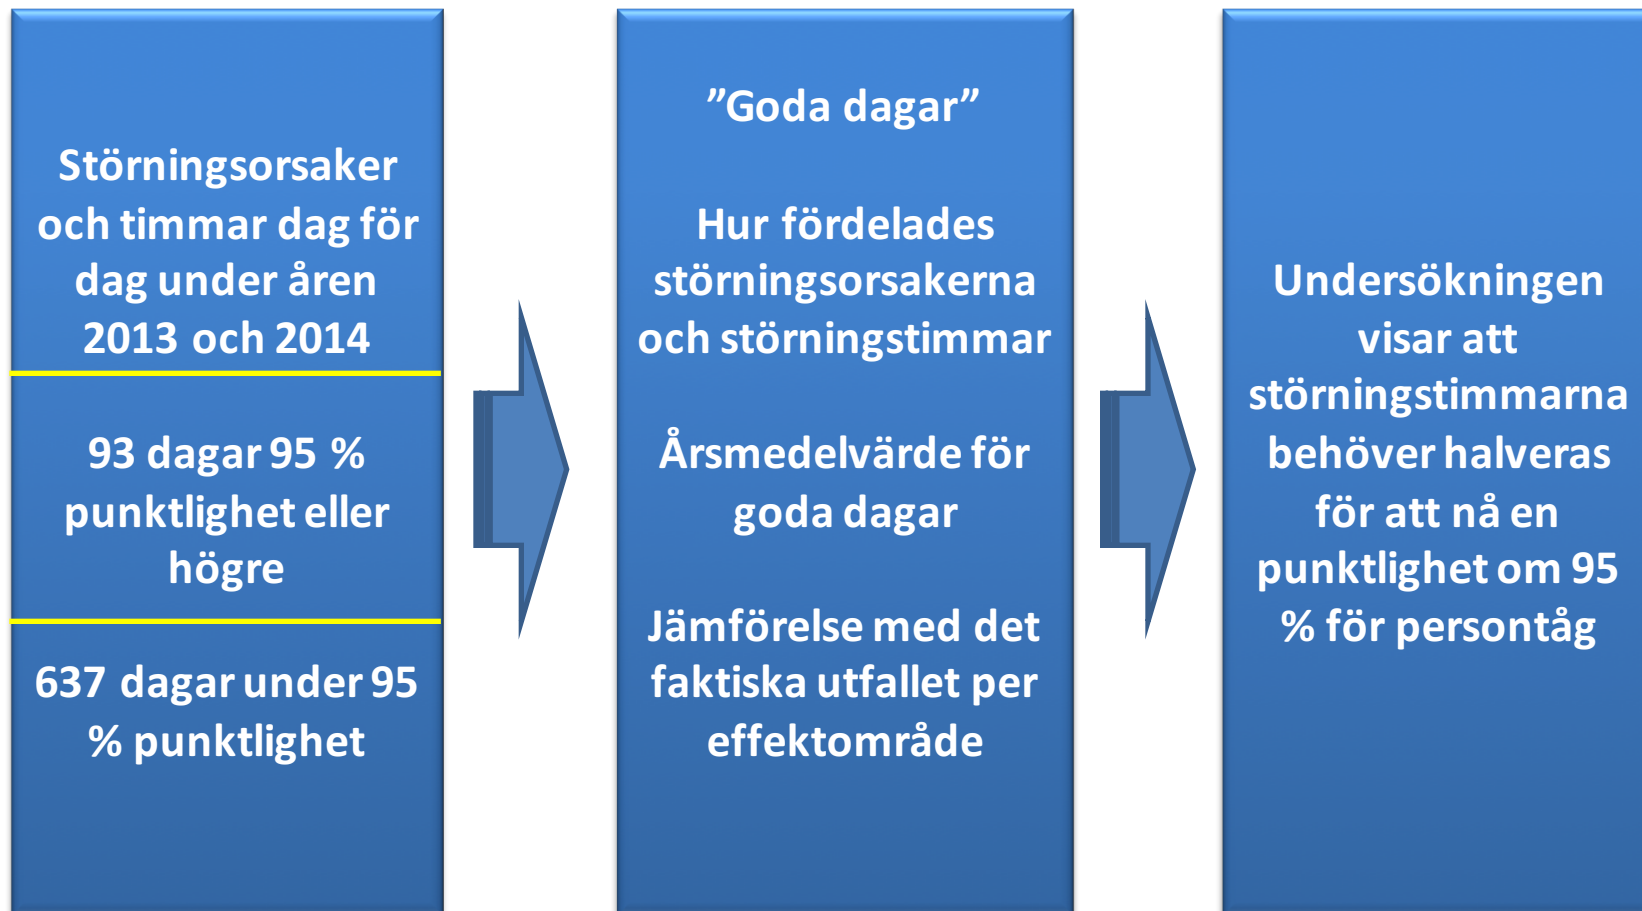 Störningsorsaker
och timmar dag för
dag under åren
2013 och 2014
93 dagar 95 %
punktlighet eller
högre
637 dagar under 95
% punktlighet
”Goda dagar”
Hur fördelades
störningsorsakerna
och störningstimmar
Årsmedelvärde för
goda dagar
Jämförelse med det
faktiska utfallet per
effektområde
Undersökningen
visar att
störningstimmarna
behöver halveras
för att nå en
punktlighet om 95
% för persontåg